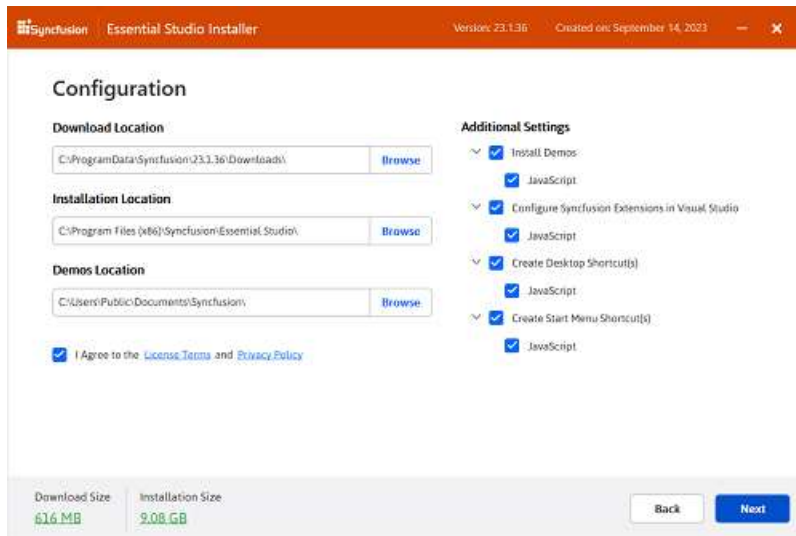 Syncfusion Essential Studio Installer Version: 23.1.36 Created on: September 14, 2023
Configuration
Download Location
C:\ProgramData\Syncfusion\23.1.36\Downloads\ Browse
Installation Location
C:\Program Files (x86)\Syncfusion\Essential Studio\ Browse
Demos Location
C:\Users\Public\Documents\Syncfusion\ Browse
I Agree to the License Terms and Privacy Policy
Additional Settings
Install Demos
JavaScript
Configure Syncfusion Extensions in Visual Studio
JavaScript
Create Desktop Shortcut(s)
JavaScript
Create Start Menu Shortcut(s)
JavaScript
Download Size
616 MB
Installation Size
9.08 GB
Back Next